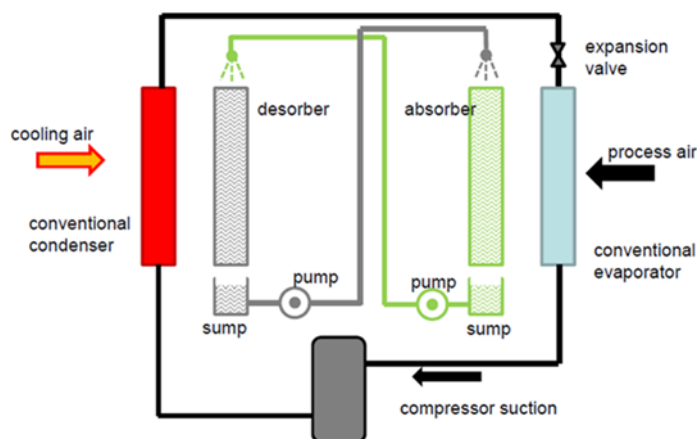 expansion
valve
desorber
absorber
cooling air
process air
conventional
condenser
conventional
evaporator
pump
pump
sump
sump
compressor suction